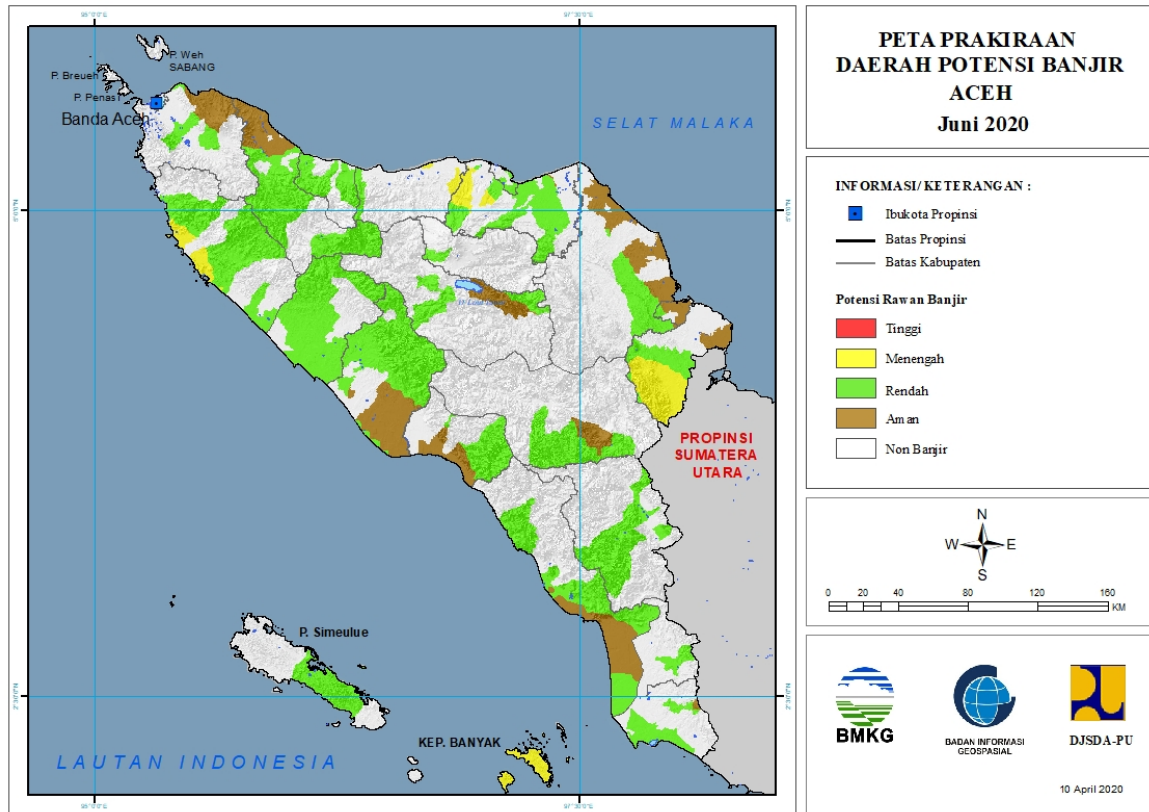 PETA PRAKIRAAN
DAERAH POTENSI BANJIR
ACEH
Juni 2020
INFORMASI/ KETERANGAN :
Ibukota Propinsi
Batas Propinsi
Batas Kabupaten
Potensi Rawan Banjir
Tinggi
Menengah
Rendah
Aman
Non Banjir
N
W
E
S
0 20 40 80 120 160
KM
BMKG
BADAN INFORMASI
GEOSPASIAL
DJSDA-PU
10 April 2020
P. Weh
SABANG
P. Breueh
P. Penasi
Banda Aceh
SELAT MALAKA
PROPINSI
SUMATERA
UTARA
P. Simeulue
KEP. BANYAK
LAUTAN INDONESIA